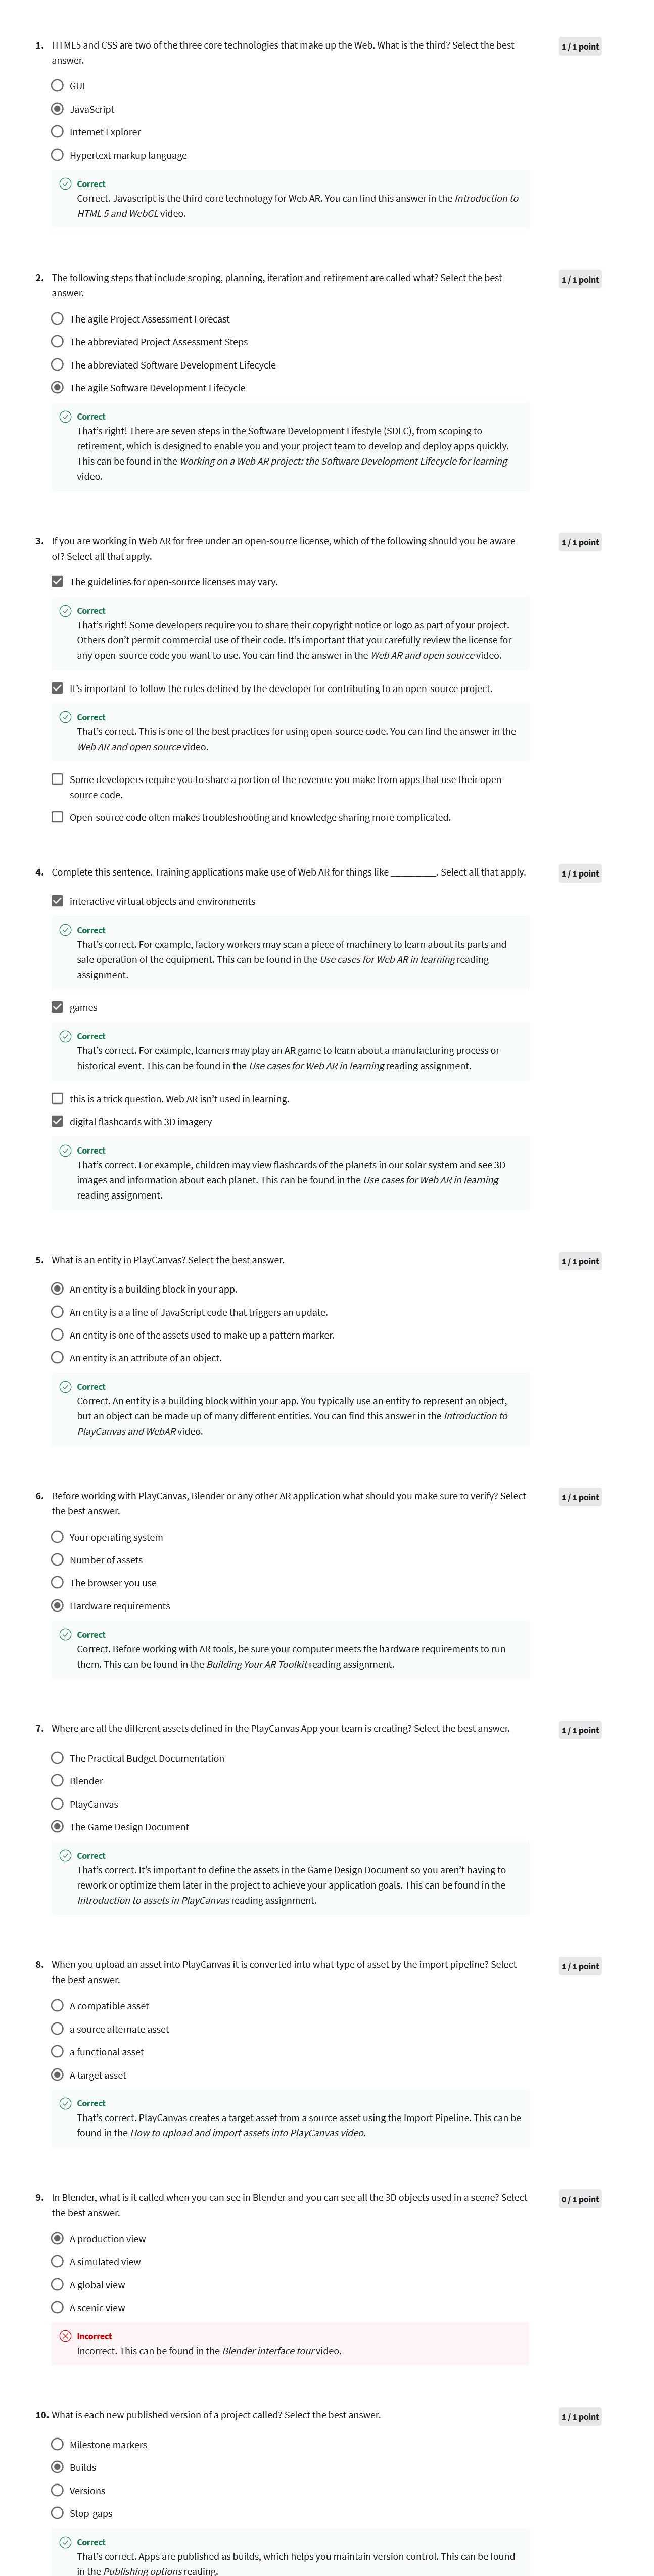 1. HTML5 and CSS are two of the three core technologies that make up the Web. What is the third? Select the best
answer.
1 / 1 point
GUI
JavaScript
Internet Explorer
Hypertext markup language
Correct
Correct. Javascript is the third core technology for Web AR. You can find this answer in the Introduction to
HTML 5 and WebGL video.
2. The following steps that include scoping, planning, iteration and retirement are called what? Select the best
answer.
1 / 1 point
The agile Project Assessment Forecast
The abbreviated Project Assessment Steps
The abbreviated Software Development Lifecycle
The agile Software Development Lifecycle
Correct
That's right! There are seven steps in the Software Development Lifestyle (SDLC), from scoping to
retirement, which is designed to enable you and your project team to develop and deploy apps quickly.
This can be found in the Working on a Web AR project: the Software Development Lifecycle for learning
video.
3. If you are working in Web AR for free under an open-source license, which of the following should you be aware
of? Select all that apply.
1 / 1 point
The guidelines for open-source licenses may vary.
Correct
That's right! Some developers require you to share their copyright notice or logo as part of your project.
Others don't permit commercial use of their code. It's important that you carefully review the license for
any open-source code you want to use. You can find the answer in the Web AR and open source video.
It's important to follow the rules defined by the developer for contributing to an open-source project.
Correct
That's correct. This is one of the best practices for using open-source code. You can find the answer in the
Web AR and open source video.
Some developers require you to share a portion of the revenue you make from apps that use their open-
source code.
Open-source code often makes troubleshooting and knowledge sharing more complicated.
4. Complete this sentence. Training applications make use of Web AR for things like _________. Select all that apply.
1 / 1 point
interactive virtual objects and environments
Correct
That's correct. For example, factory workers may scan a piece of machinery to learn about its parts and
safe operation of the equipment. This can be found in the Use cases for Web AR in learning reading
assignment.
games
Correct
That's correct. For example, learners may play an AR game to learn about a manufacturing process or
historical event. This can be found in the Use cases for Web AR in learning reading assignment.
this is a trick question. Web AR isn't used in learning.
digital flashcards with 3D imagery
Correct
That's correct. For example, children may view flashcards of the planets in our solar system and see 3D
images and information about each planet. This can be found in the Use cases for Web AR in learning
reading assignment.
5. What is an entity in PlayCanvas? Select the best answer.
1 / 1 point
An entity is a building block in your app.
An entity is a a line of JavaScript code that triggers an update.
An entity is one of the assets used to make up a pattern marker.
An entity is an attribute of an object.
Correct
Correct. An entity is a building block within your app. You typically use an entity to represent an object,
but an object can be made up of many different entities. You can find this answer in the Introduction to
PlayCanvas and WebAR video.
6. Before working with PlayCanvas, Blender or any other AR application what should you make sure to verify? Select
the best answer.
1 / 1 point
Your operating system
Number of assets
The browser you use
Hardware requirements
Correct
Correct. Before working with AR tools, be sure your computer meets the hardware requirements to run
them. This can be found in the Building Your AR Toolkit reading assignment.
7. Where are all the different assets defined in the PlayCanvas App your team is creating? Select the best answer.
1 / 1 point
The Practical Budget Documentation
Blender
PlayCanvas
The Game Design Document
Correct
That's correct. It's important to define the assets in the Game Design Document so you aren't having to
rework or optimize them later in the project to achieve your application goals. This can be found in the
Introduction to assets in PlayCanvas reading assignment.
8. When you upload an asset into PlayCanvas it is converted into what type of asset by the import pipeline? Select
the best answer.
1 / 1 point
A compatible asset
a source alternate asset
a functional asset
A target asset
Correct
That's correct. PlayCanvas creates a target asset from a source asset using the Import Pipeline. This can be
found in the How to upload and import assets into PlayCanvas video.
9. In Blender, what is it called when you can see in Blender and you can see all the 3D objects used in a scene? Select
the best answer.
0 / 1 point
A production view
A simulated view
A global view
A scenic view
Incorrect
Incorrect. This can be found in the Blender interface tour video.
10. What is each new published version of a project called? Select the best answer.
1 / 1 point
Milestone markers
Builds
Versions
Stop-gaps
Correct
That's correct. Apps are published as builds, which helps you maintain version control. This can be found
in the Publishing options reading.